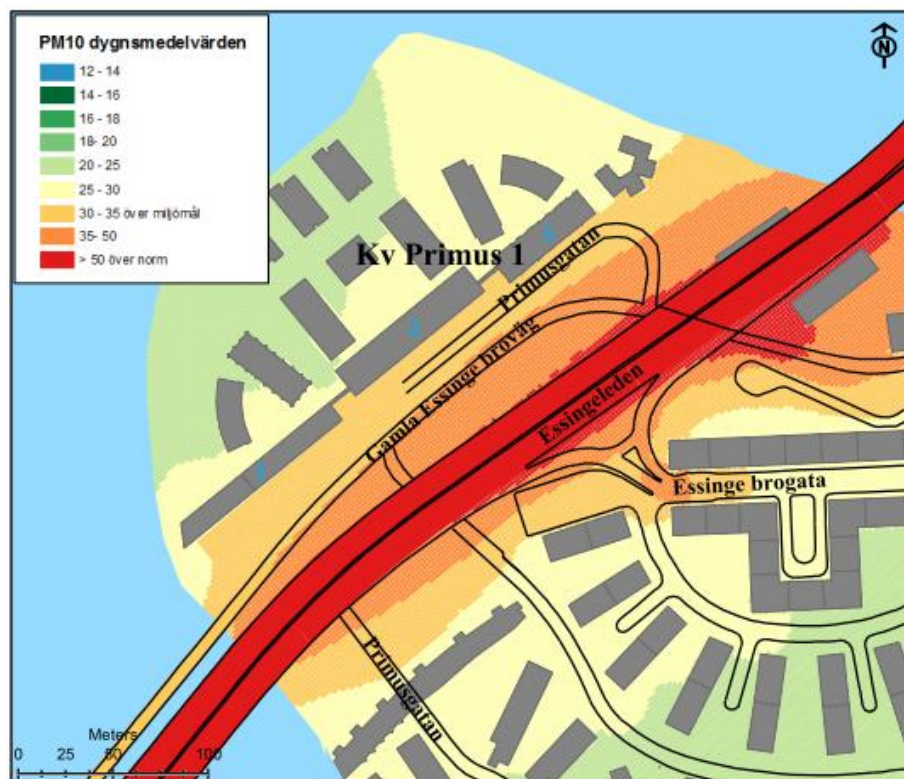 PM10 dygnsmedelvärden
12 - 14
14 - 16
16 - 18
18- 20
20 - 25
25 - 30
30 - 35 över miljömål
35- 50
> 50 över norm
N
Kv Primus 1
Primusgatan
Gamla Essinge broväg
Essingeleden
Essinge brogata
Primusgatan
Meters
0 25 50 100